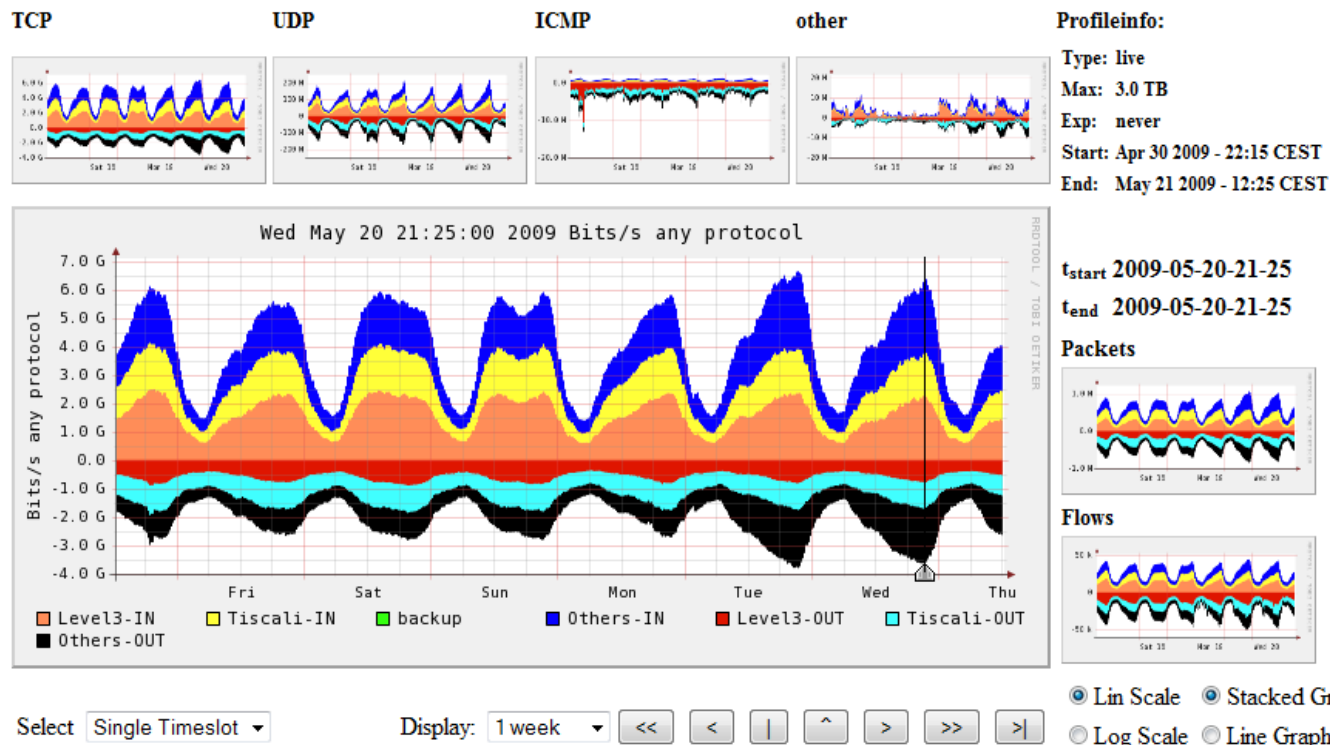 TCP
UDP
ICMP
other
Profileinfo:
Type: live
Max: 3.0 TB
Exp: never
Start: Apr 30 2009 - 22:15 CEST
End: May 21 2009 - 12:25 CEST
Wed May 20 21:25:00 2009 Bits/s any protocol
RRDTOOL / TOBI OETIKER
Bits/s any protocol
7.0 G
6.0 G
5.0 G
4.0 G
3.0 G
2.0 G
1.0 G
0.0
-1.0 G
-2.0 G
-3.0 G
-4.0 G
Fri Sat Sun Mon Tue Wed Thu
Level3-IN Tiscali-IN backup Others-IN Level3-OUT Tiscali-OUT
Others-OUT
tstart 2009-05-20-21-25
tend 2009-05-20-21-25
Packets
Flows
Lin Scale Stacked Gr
Log Scale Line Graph
Select Single Timeslot Display: 1 week << < | ^ > >> >|